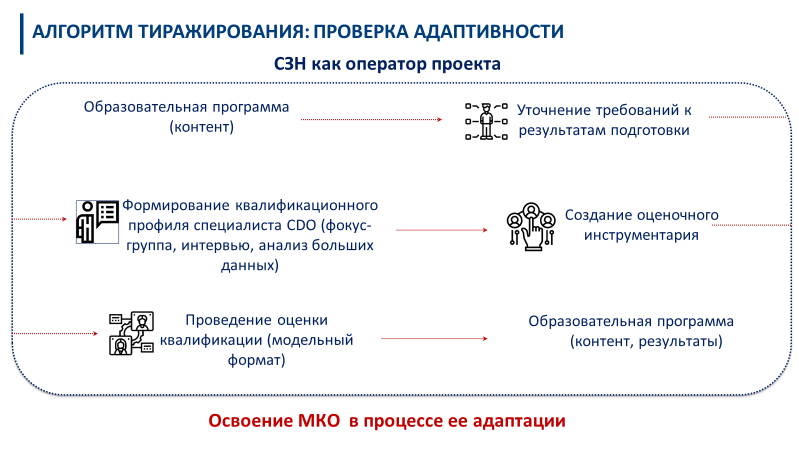 АЛГОРИТМ ТИРАЖИРОВАНИЯ: ПРОВЕРКА АДАПТИВНОСТИ
СЗН как оператор проекта
Образовательная программа
(контент)
Уточнение требований к
результатам подготовки
Формирование квалификационного
профиля специалиста CDO (фокус-
группа, интервью, анализ больших
данных)
Создание оценочного
инструментария
Проведение оценки
квалификации (модельный
формат)
Образовательная программа
(контент, результаты)
Освоение МКО в процессе ее адаптации